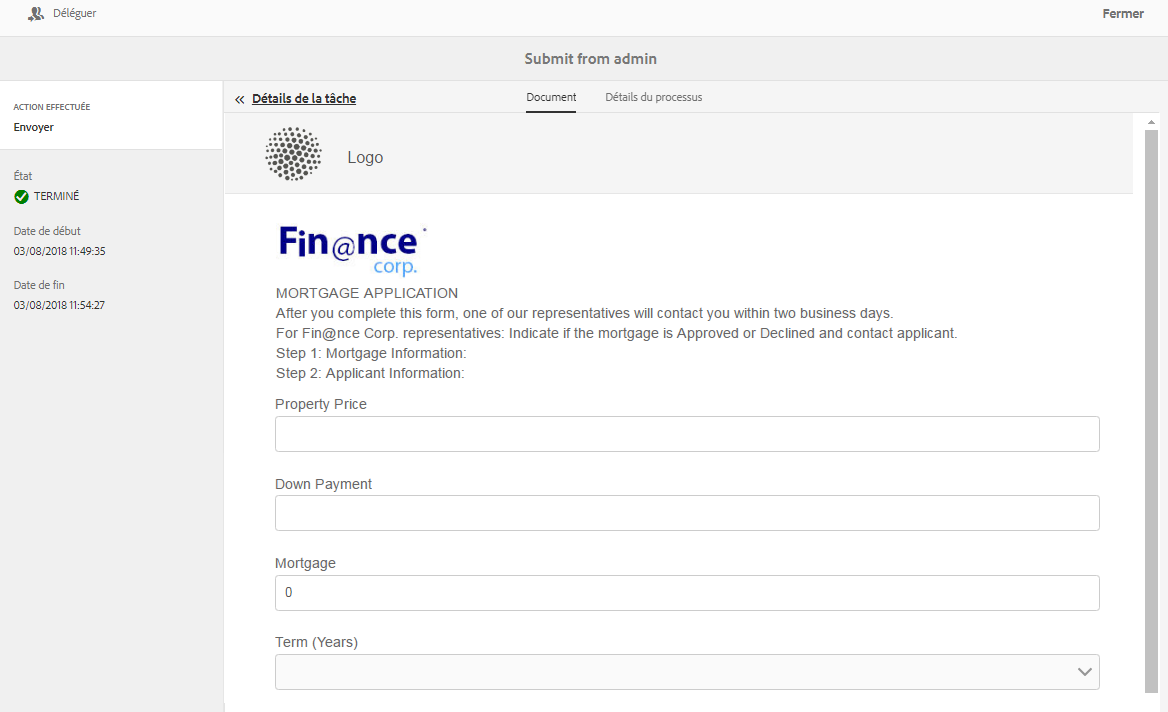 Déléguer
Fermer
Submit from admin
ACTION EFFECTUÉE
Envoyer
État
TERMINÉ
Date de début
03/08/2018 11:49:35
Date de fin
03/08/2018 11:54:27
« Détails de la tâche
Document
Détails du processus
Logo
Fin@nce
corp.
MORTGAGE APPLICATION
After you complete this form, one of our representatives will contact you within two business days.
For Fin@nce Corp. representatives: Indicate if the mortgage is Approved or Declined and contact applicant.
Step 1: Mortgage Information:
Step 2: Applicant Information:
Property Price
Down Payment
Mortgage
0
Term (Years)